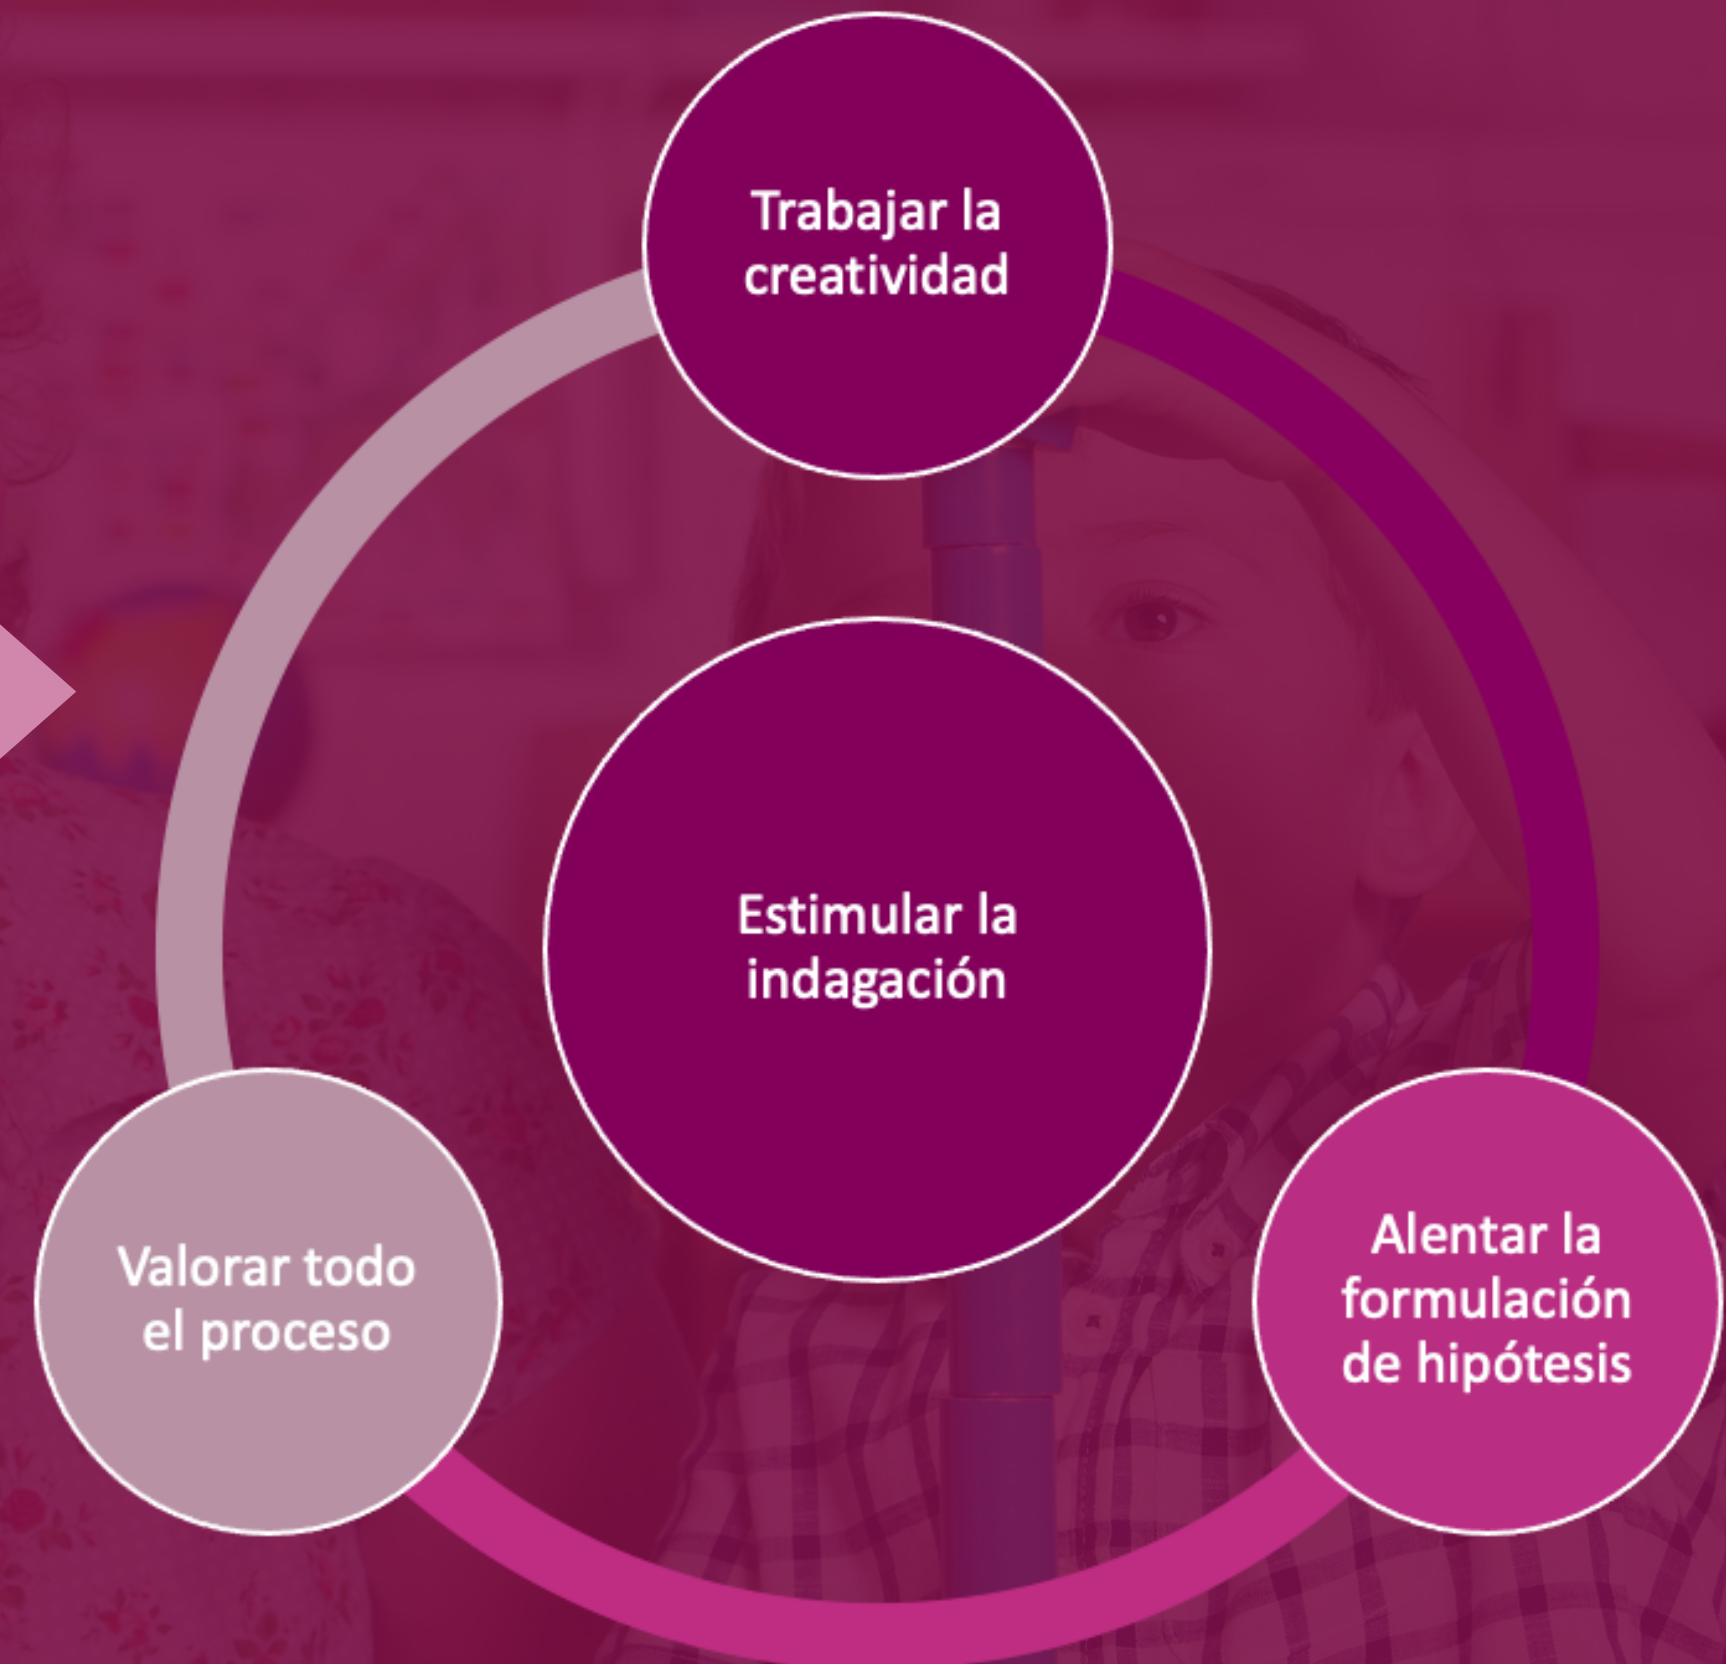 Trabajar la
creatividad
Estimular la
indagación
Valorar todo
el proceso
Alentar la
formulación
de hipótesis